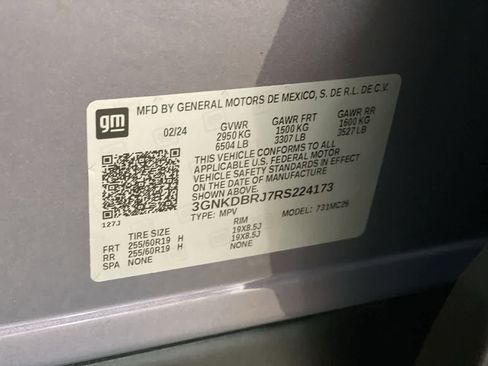 gm
MFD BY GENERAL MOTORS DE MEXICO, S. DE R.L. DE C.V.
02/24 GVWR GAWR FRT GAWR RR
2950 KG 1500 KG 1600 KG
6504 LB 3307 LB 3527 LB
THIS VEHICLE CONFORMS TO ALL
APPLICABLE U.S. FEDERAL MOTOR
VEHICLE SAFETY STANDARDS IN EFFECT
ON THE DATE OF MANUFACTURE
SHOWN ABOVE.
3GNKDBRJ7RS224173
TYPE: MPV MODEL: 731MC26
127J
TIRE SIZE RIM
FRT 255/60R19 H 19X8.5J
RR 255/60R19 H 19X8.5J
SPA NONE NONE